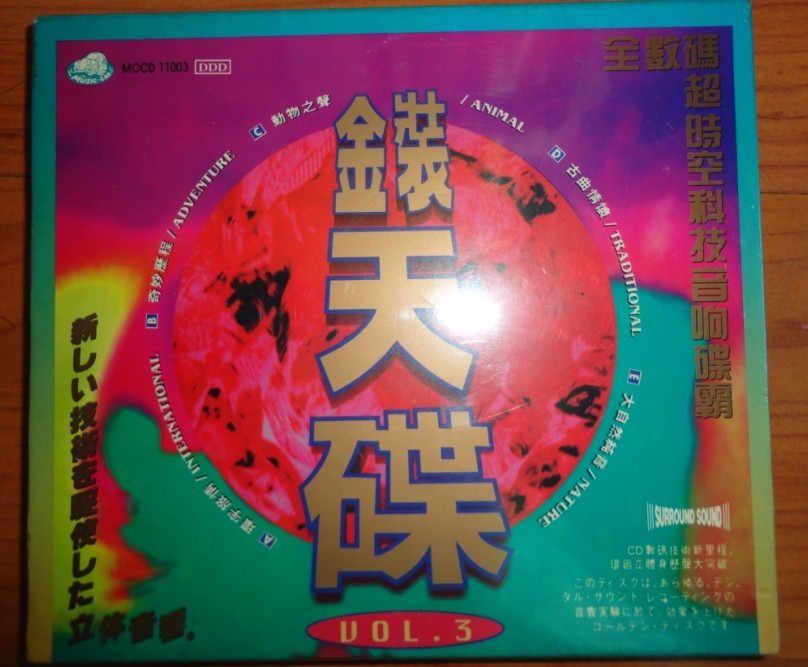 MCCD 11003 DDD
全數碼超時空科技音响碟霸
金裝
天
碟
VOL.3
A 環宇風情 / INTERNATIONAL
B 奇妙歷程 / ADVENTURE
C 動物之聲 / ANIMAL
D 古曲情懷 / TRADITIONAL
E 大自然 / NATURE
新しい技術を駆使した
立体音響。
SURROUND SOUND
CD數碼技術新里程,
環迴立體身歷聲大突破
このディスクは、あらゆる、デジ
タル・サウンド レコーディングの
音響実験に於て、効果を上げた
ゴールデン・ディスクです